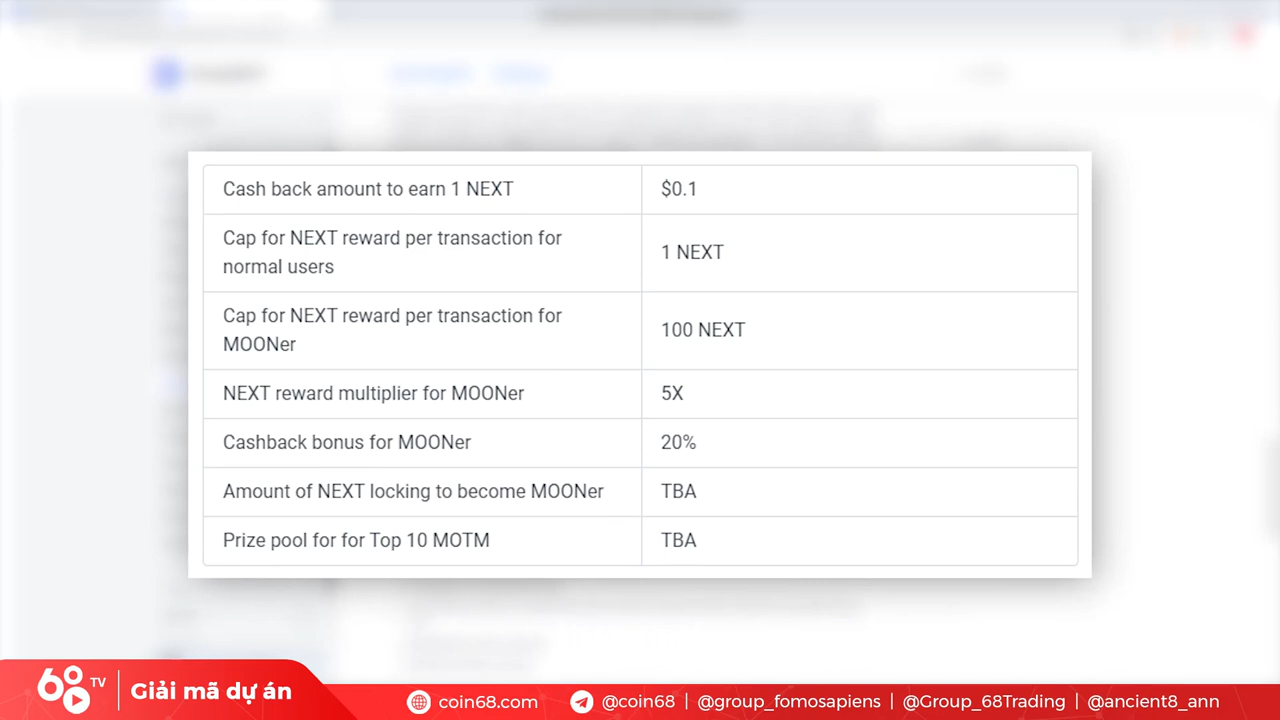 Cash back amount to earn 1 NEXT
$0.1
Cap for NEXT reward per transaction for
normal users
1 NEXT
Cap for NEXT reward per transaction for
MOONer
100 NEXT
NEXT reward multiplier for MOONer
5X
Cashback bonus for MOONer
20%
Amount of NEXT locking to become MOONer
TBA
Prize pool for for Top 10 MOTM
TBA
68 TV
Giải mã dự án
coin68.com
@coin68 | @group_fomosapiens | @Group_68Trading | @ancient8_ann